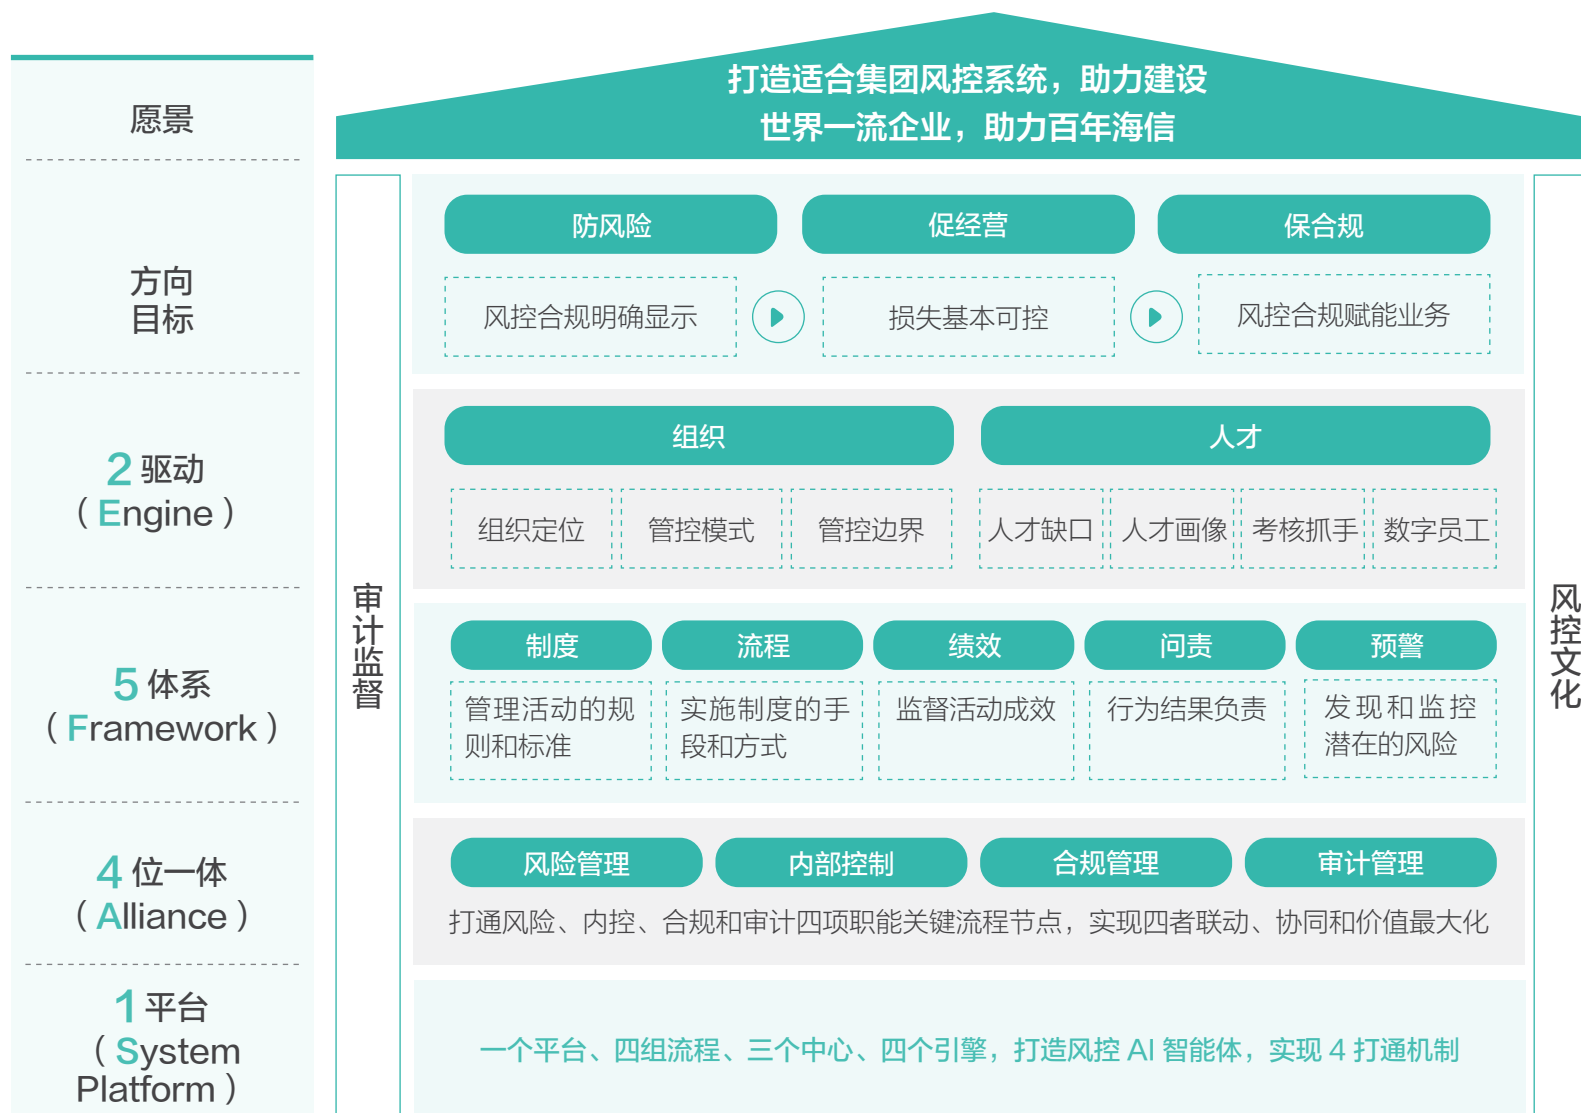 愿景
打造适合集团风控系统，助力建设
世界一流企业，助力百年海信
方向
目标
防风险
促经营
保合规
风控合规明确显示
损失基本可控
风控合规赋能业务
2 驱动
（Engine）
组织
人才
组织定位
管控模式
管控边界
人才缺口
人才画像
考核抓手
数字员工
5 体系
（Framework）
制度
流程
绩效
问责
预警
管理活动的规
则和标准
实施制度的手
段和方式
监督活动成效
行为结果负责
发现和监控
潜在的风险
4 位一体
（Alliance）
风险管理
内部控制
合规管理
审计管理
打通风险、内控、合规和审计四项职能关键流程节点，实现四者联动、协同和价值最大化
1 平台
（System
Platform）
一个平台、四组流程、三个中心、四个引擎，打造风控 AI 智能体，实现 4 打通机制
审计监督
风控文化